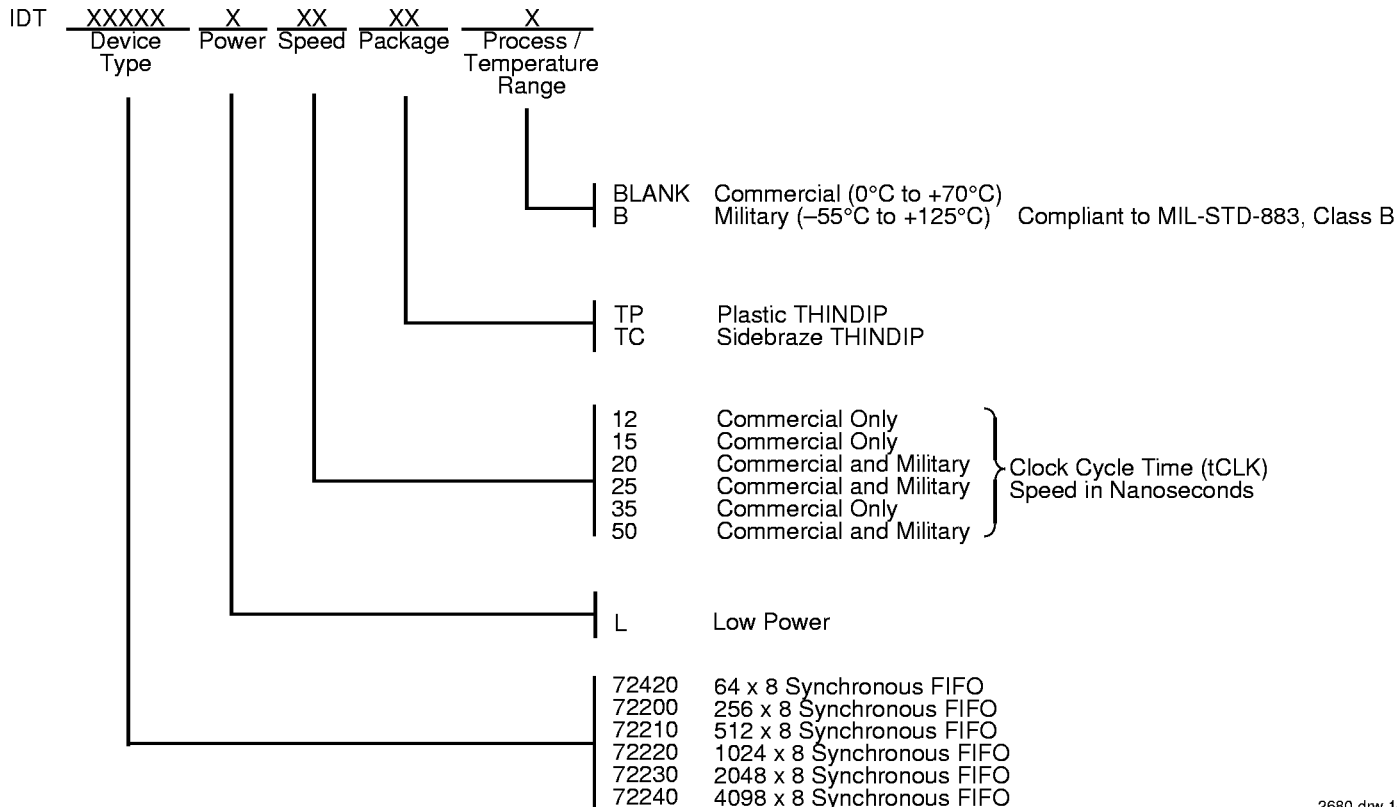 IDT XXXXX X XX XX X
Device Type Power Speed Package Process / Temperature Range
BLANK Commercial (0°C to +70°C)
B Military (–55°C to +125°C) Compliant to MIL-STD-883, Class B
TP Plastic THINDIP
TC Sidebraze THINDIP
12 Commercial Only
15 Commercial Only
20 Commercial and Military
25 Commercial and Military
35 Commercial Only
50 Commercial and Military
Clock Cycle Time (tCLK)
Speed in Nanoseconds
L Low Power
72420 64 x 8 Synchronous FIFO
72200 256 x 8 Synchronous FIFO
72210 512 x 8 Synchronous FIFO
72220 1024 x 8 Synchronous FIFO
72230 2048 x 8 Synchronous FIFO
72240 4098 x 8 Synchronous FIFO
2680 drw 1